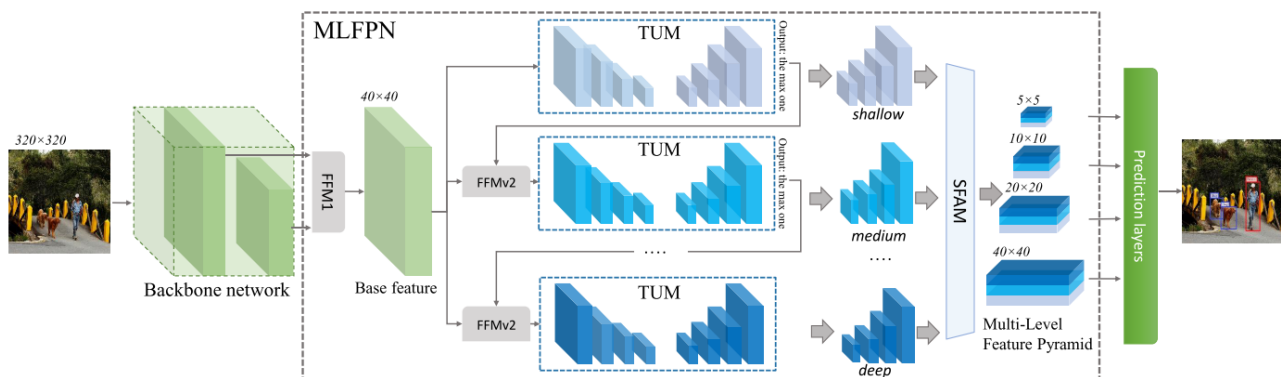 MLFPN
320×320
Backbone network
FFM1
40×40
Base feature
TUM
Output: the max one
shallow
FFMv2
TUM
Output: the max one
medium
....
....
FFMv2
TUM
deep
SFAM
5×5
10×10
20×20
40×40
Multi-Level
Feature Pyramid
Prediction layers